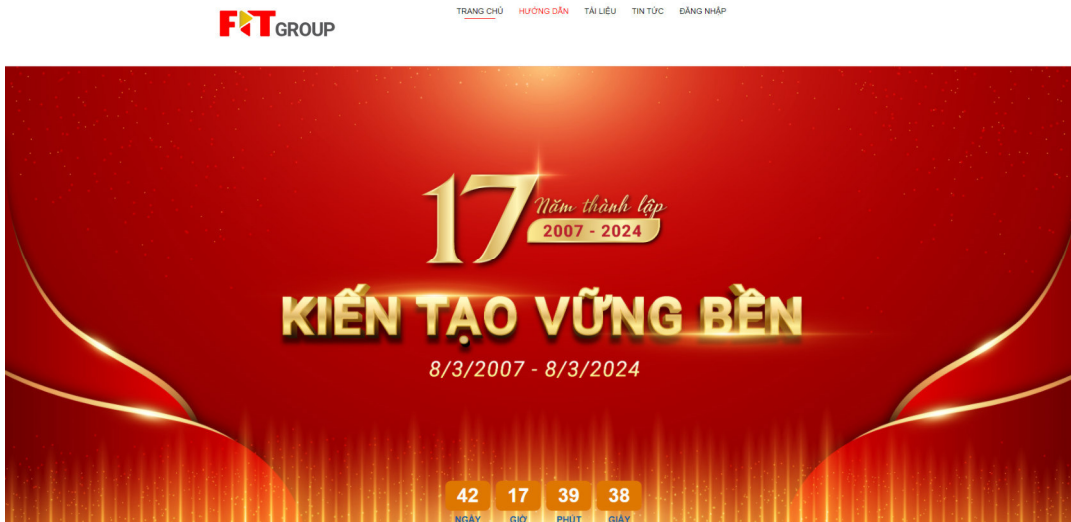 FIT GROUP
TRANG CHỦ HƯỚNG DẪN TÀI LIỆU TIN TỨC ĐĂNG NHẬP
17 Năm thành lập
2007 - 2024
KIẾN TẠO VỮNG BỀN
8/3/2007 - 8/3/2024
42 17 39 38
NGÀY GIỜ PHÚT GIÂY